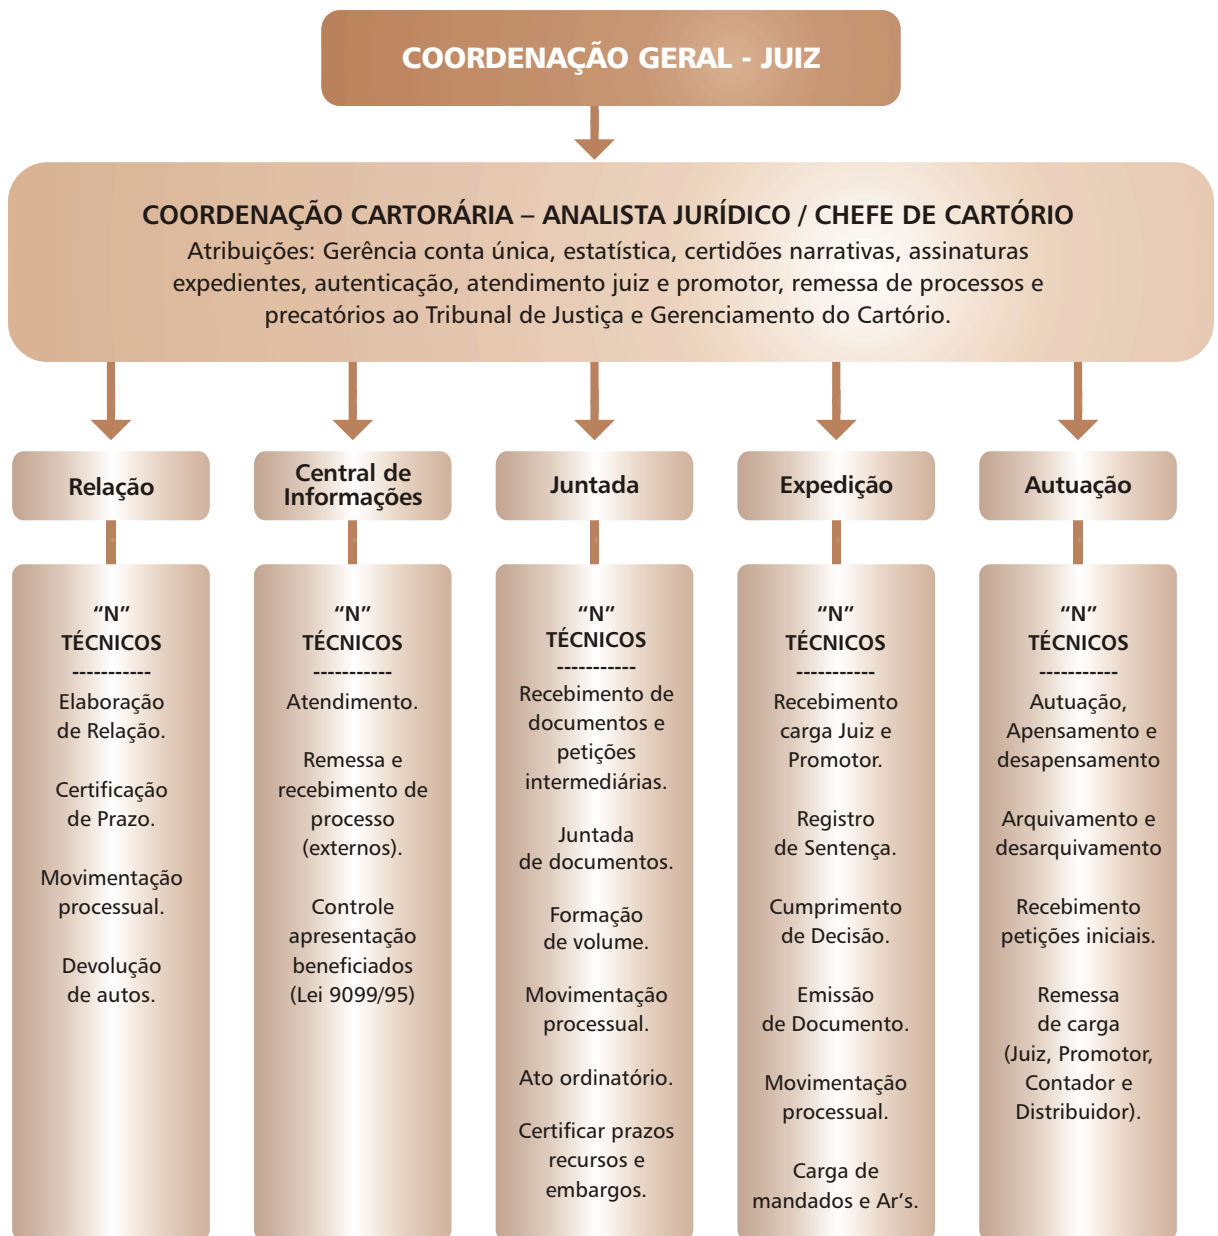 COORDENAÇÃO GERAL - JUIZ
COORDENAÇÃO CARTORÁRIA – ANALISTA JURÍDICO / CHEFE DE CARTÓRIO
Atribuições: Gerência conta única, estatística, certidões narrativas, assinaturas
expedientes, autenticação, atendimento juiz e promotor, remessa de processos e
precatórios ao Tribunal de Justiça e Gerenciamento do Cartório.
Relação
“N”
TÉCNICOS
-----------
Elaboração
de Relação.
Certificação
de Prazo.
Movimentação
processual.
Devolução
de autos.
Central de
Informações
“N”
TÉCNICOS
-----------
Atendimento.
Remessa e
recebimento de
processo
(externos).
Controle
apresentação
beneficiados
(Lei 9099/95)
Juntada
“N”
TÉCNICOS
-----------
Recebimento de
documentos e
petições
intermediárias.
Juntada
de documentos.
Formação
de volume.
Movimentação
processual.
Ato ordinatório.
Certificar prazos
recursos e
embargos.
Expedição
“N”
TÉCNICOS
-----------
Recebimento
carga Juiz e
Promotor.
Registro
de Sentença.
Cumprimento
de Decisão.
Emissão
de Documento.
Movimentação
processual.
Carga de
mandados e Ar’s.
Autuação
“N”
TÉCNICOS
-----------
Autuação,
Apensamento e
desapensamento
Arquivamento e
desarquivamento
Recebimento
petições iniciais.
Remessa
de carga
(Juiz, Promotor,
Contador e
Distribuidor).